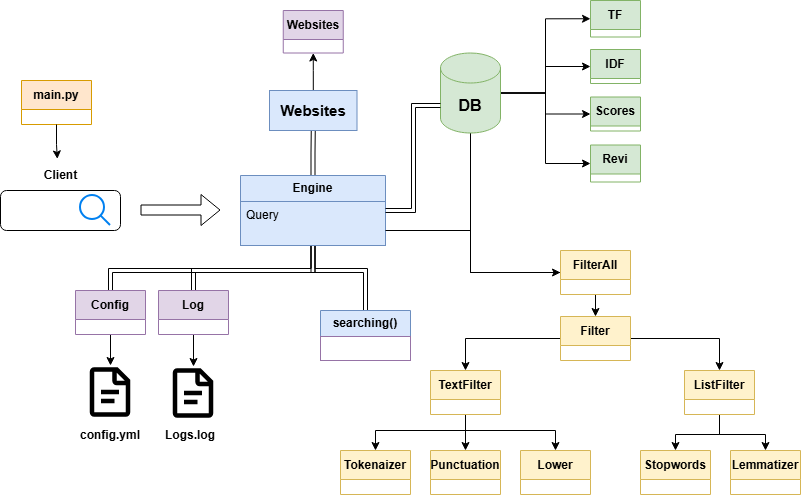 TF
Websites
IDF
main.py
DB
Websites
Scores
Revi
Client
Engine
Query
FilterAll
Config
Log
searching()
Filter
TextFilter
ListFilter
config.yml
Logs.log
Tokenaizer
Punctuation
Lower
Stopwords
Lemmatizer